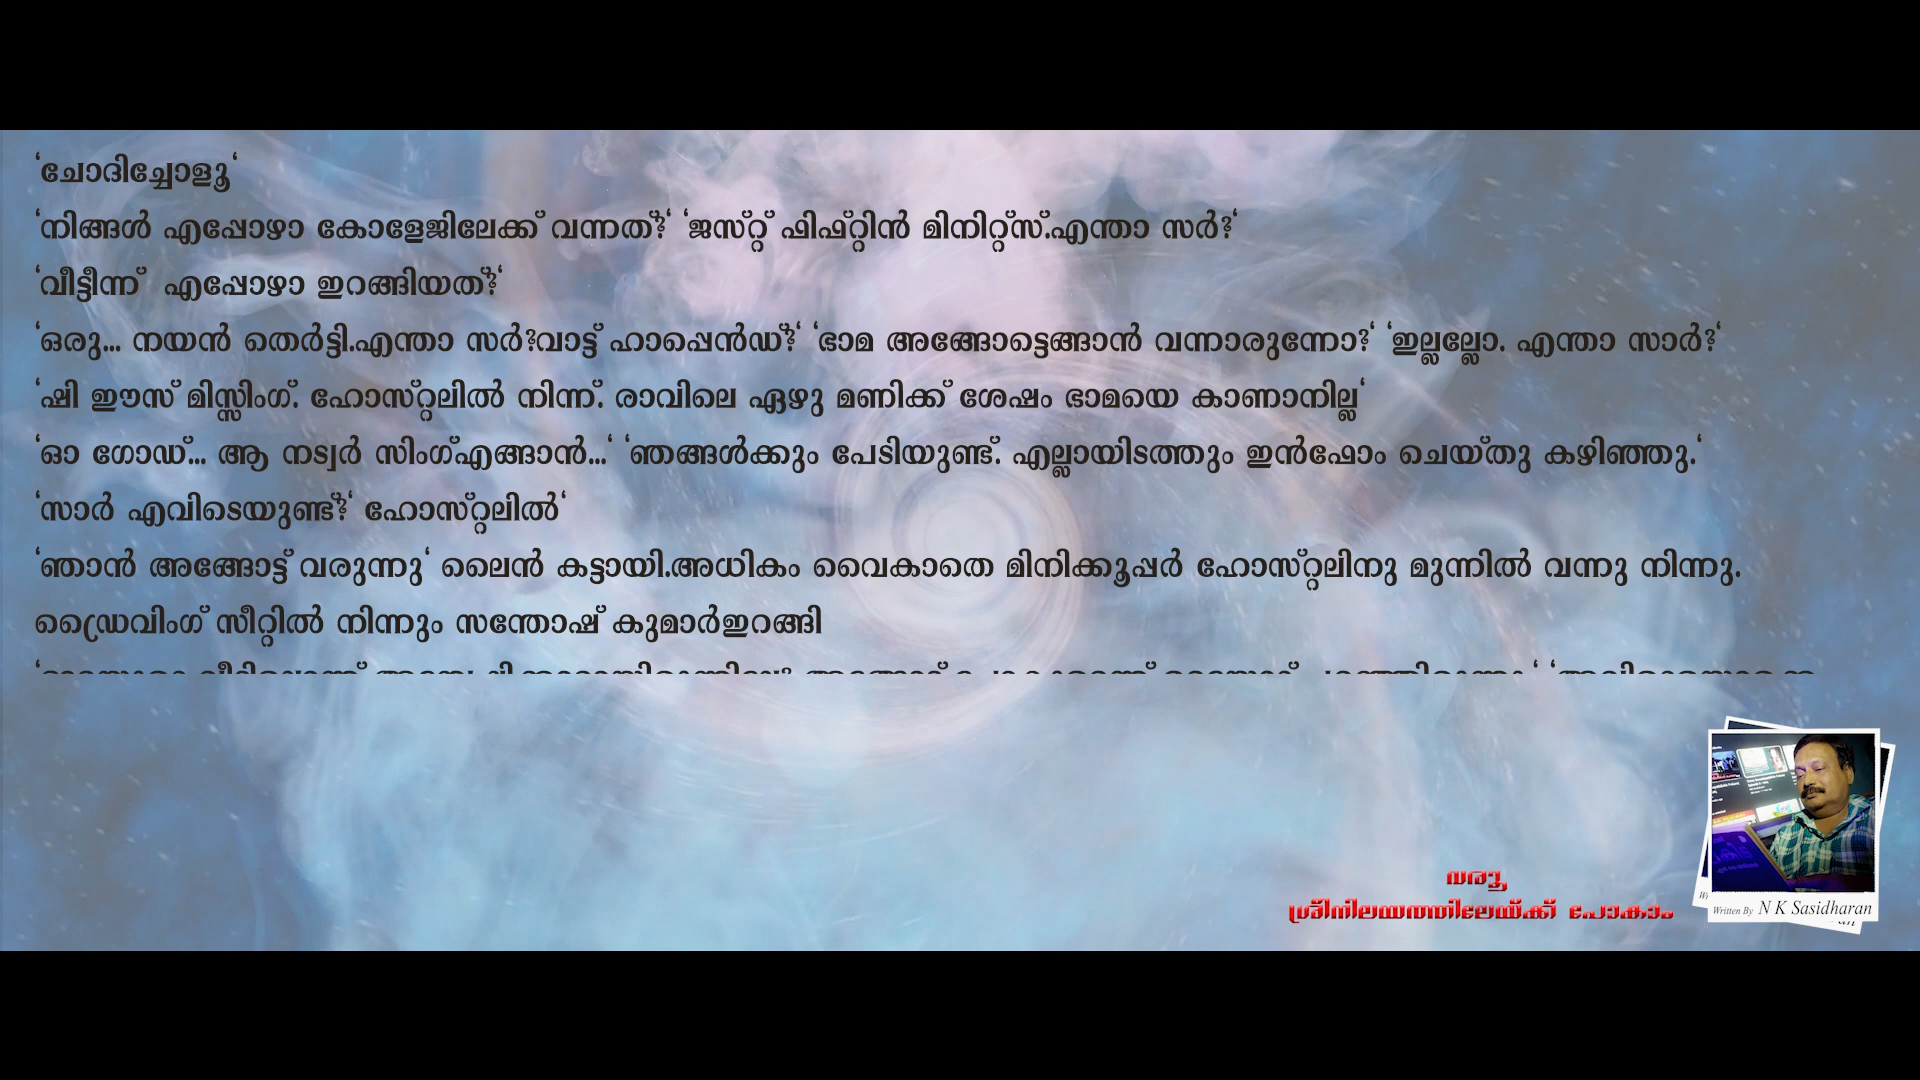 ‘ചോദിച്ചോളൂ‘
‘നിങ്ങൾ എപ്പോഴാ കോളേജിലേക്ക് വന്നത്?‘ ‘ജസ്റ്റ് ഫിഫ്റ്റിൻ മിനിറ്റ്സ്.എന്താ സർ?‘
‘വീട്ടീന്ന്  എപ്പോഴാ ഇറങ്ങിയത്?‘
‘ഒരു... നയൻ തെർട്ടി.എന്താ സർ?വാട്ട് ഹാപ്പെൻഡ്?‘ ‘ഭാമ അങ്ങോട്ടെങ്ങാൻ വന്നാരുന്നോ?‘ ‘ഇല്ലല്ലോ. എന്താ സാർ?‘
‘ഷി ഈസ് മിസ്സിംഗ്. ഹോസ്റ്റലിൽ നിന്ന്. രാവിലെ ഏഴു മണിക്ക് ശേഷം ഭാമയെ കാണാനില്ല‘
‘ഓ ഗോഡ്... ആ നട്വർ സിംഗ്എങ്ങാൻ...‘ ‘ഞങ്ങൾക്കും പേടിയുണ്ട്. എല്ലായിടത്തും ഇൻഫോം ചെയ്തു കഴിഞ്ഞു.‘
‘സാർ എവിടെയുണ്ട്?‘ ഹോസ്റ്റലിൽ‘
‘ഞാൻ അങ്ങോട്ട് വരുന്നു‘ ലൈൻ കട്ടായി.അധികം വൈകാതെ മിനിക്കൂപ്പർ ഹോസ്റ്റലിനു മുന്നിൽ വന്നു നിന്നു.
ഡ്രൈവിംഗ് സീറ്റിൽ നിന്നും സന്തോഷ് കുമാർഇറങ്ങി
വരൂ
ശ്രീനിലയത്തിലേയ്ക്ക് പോകാം
Written By N K Sasidharan